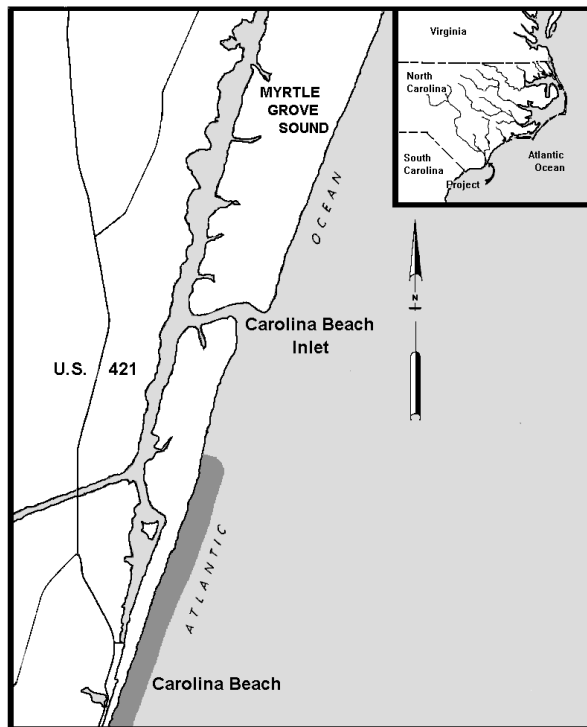 Virginia
North
Carolina
South
Carolina
Atlantic
Ocean
Project
MYRTLE
GROVE
SOUND
OCEAN
N
Carolina Beach
Inlet
U.S. 421
ATLANTIC
Carolina Beach